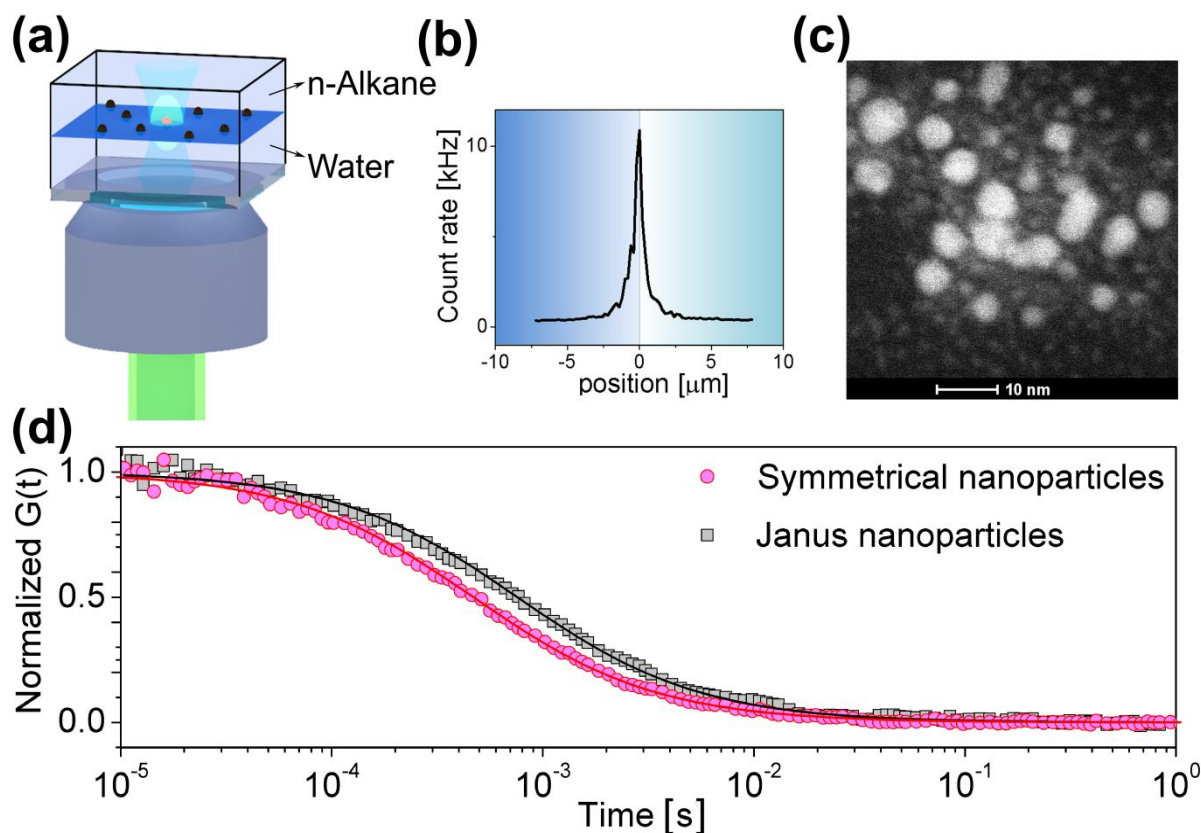 (a)
n-Alkane
Water
(b)
Count rate [kHz]
10
0
-10
-5
0
5
10
position [μm]
(c)
10 nm
(d)
Normalized G(t)
1.0
0.5
0.0
Symmetrical nanoparticles
Janus nanoparticles
10⁻⁵
10⁻⁴
10⁻³
10⁻²
10⁻¹
10⁰
Time [s]